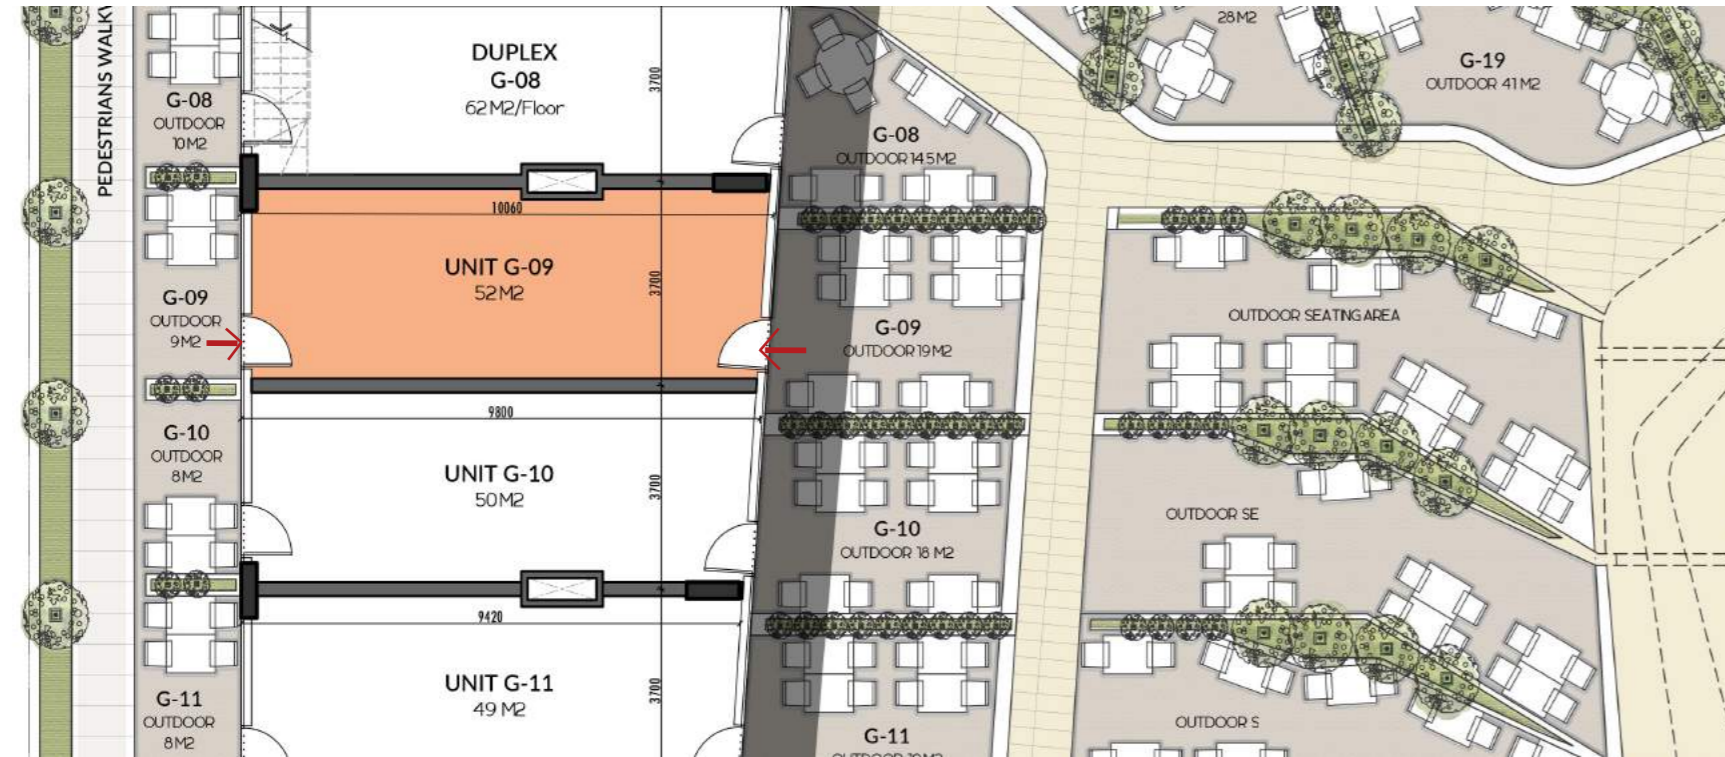 PEDESTRIANS
G-08
OUTDOOR
10M2
DUPLEX
G-08
62M2/Floor
3700
G-08
OUTDOOR 14.5M2
28M2
G-19
OUTDOOR 41M2
G-09
OUTDOOR
9M2
10060
UNIT G-09
52M2
3700
G-09
OUTDOOR 19M2
OUTDOOR SEATING AREA
G-10
OUTDOOR
8M2
9800
UNIT G-10
50M2
3700
G-10
OUTDOOR 18 M2
OUTDOOR SE
G-11
OUTDOOR
8M2
9420
UNIT G-11
49 M2
3700
G-11
OUTDOOR S